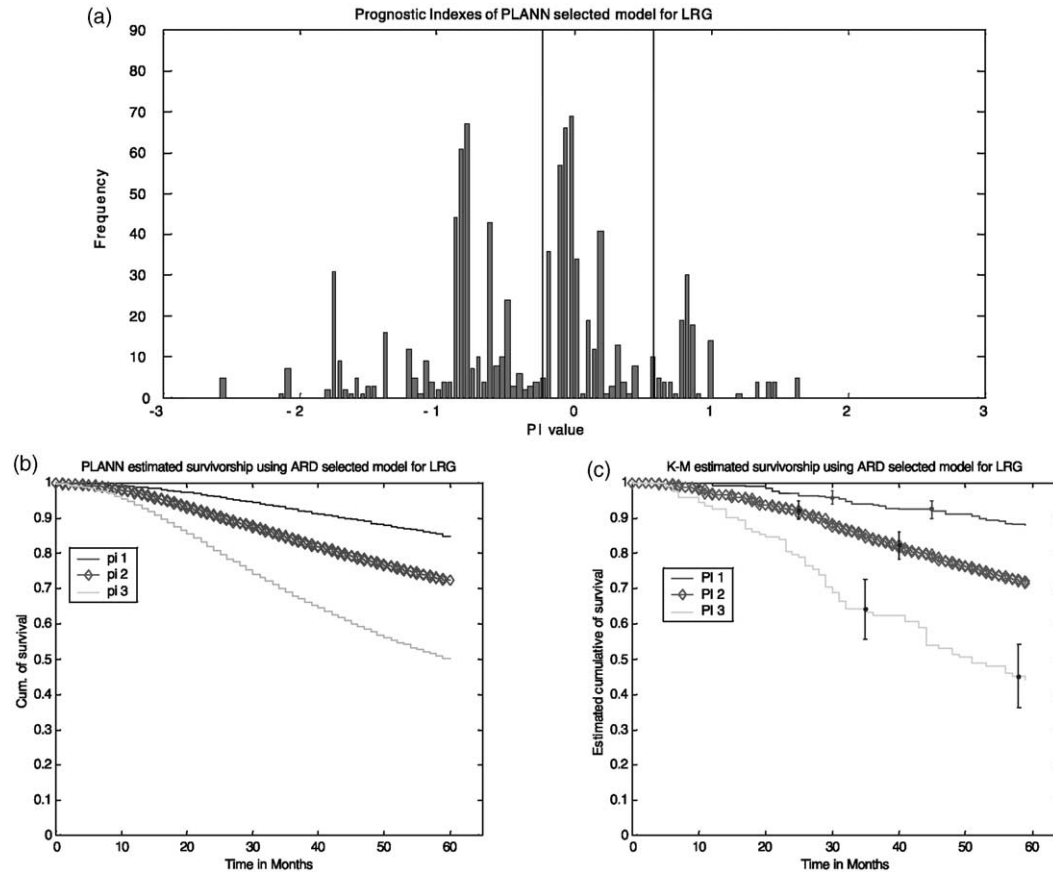 (a)
Prognostic Indexes of PLANN selected model for LRG
90
80
70
60
50
40
30
20
10
0
Frequency
-3
- 2
- 1
0
1
2
3
PI value
(b)
PLANN estimated survivorship using ARD selected model for LRG
1
0.9
0.8
0.7
0.6
0.5
0.4
0.3
0.2
0.1
0
Cum. of survival
pi 1
pi 2
pi 3
0
10
20
30
40
50
60
Time in Months
(c)
K-M estimated survivorship using ARD selected model for LRG
1
0.9
0.8
0.7
0.6
0.5
0.4
0.3
0.2
0.1
0
Estimated cumulative of survival
PI 1
PI 2
PI 3
0
10
20
30
40
50
60
Time in Months